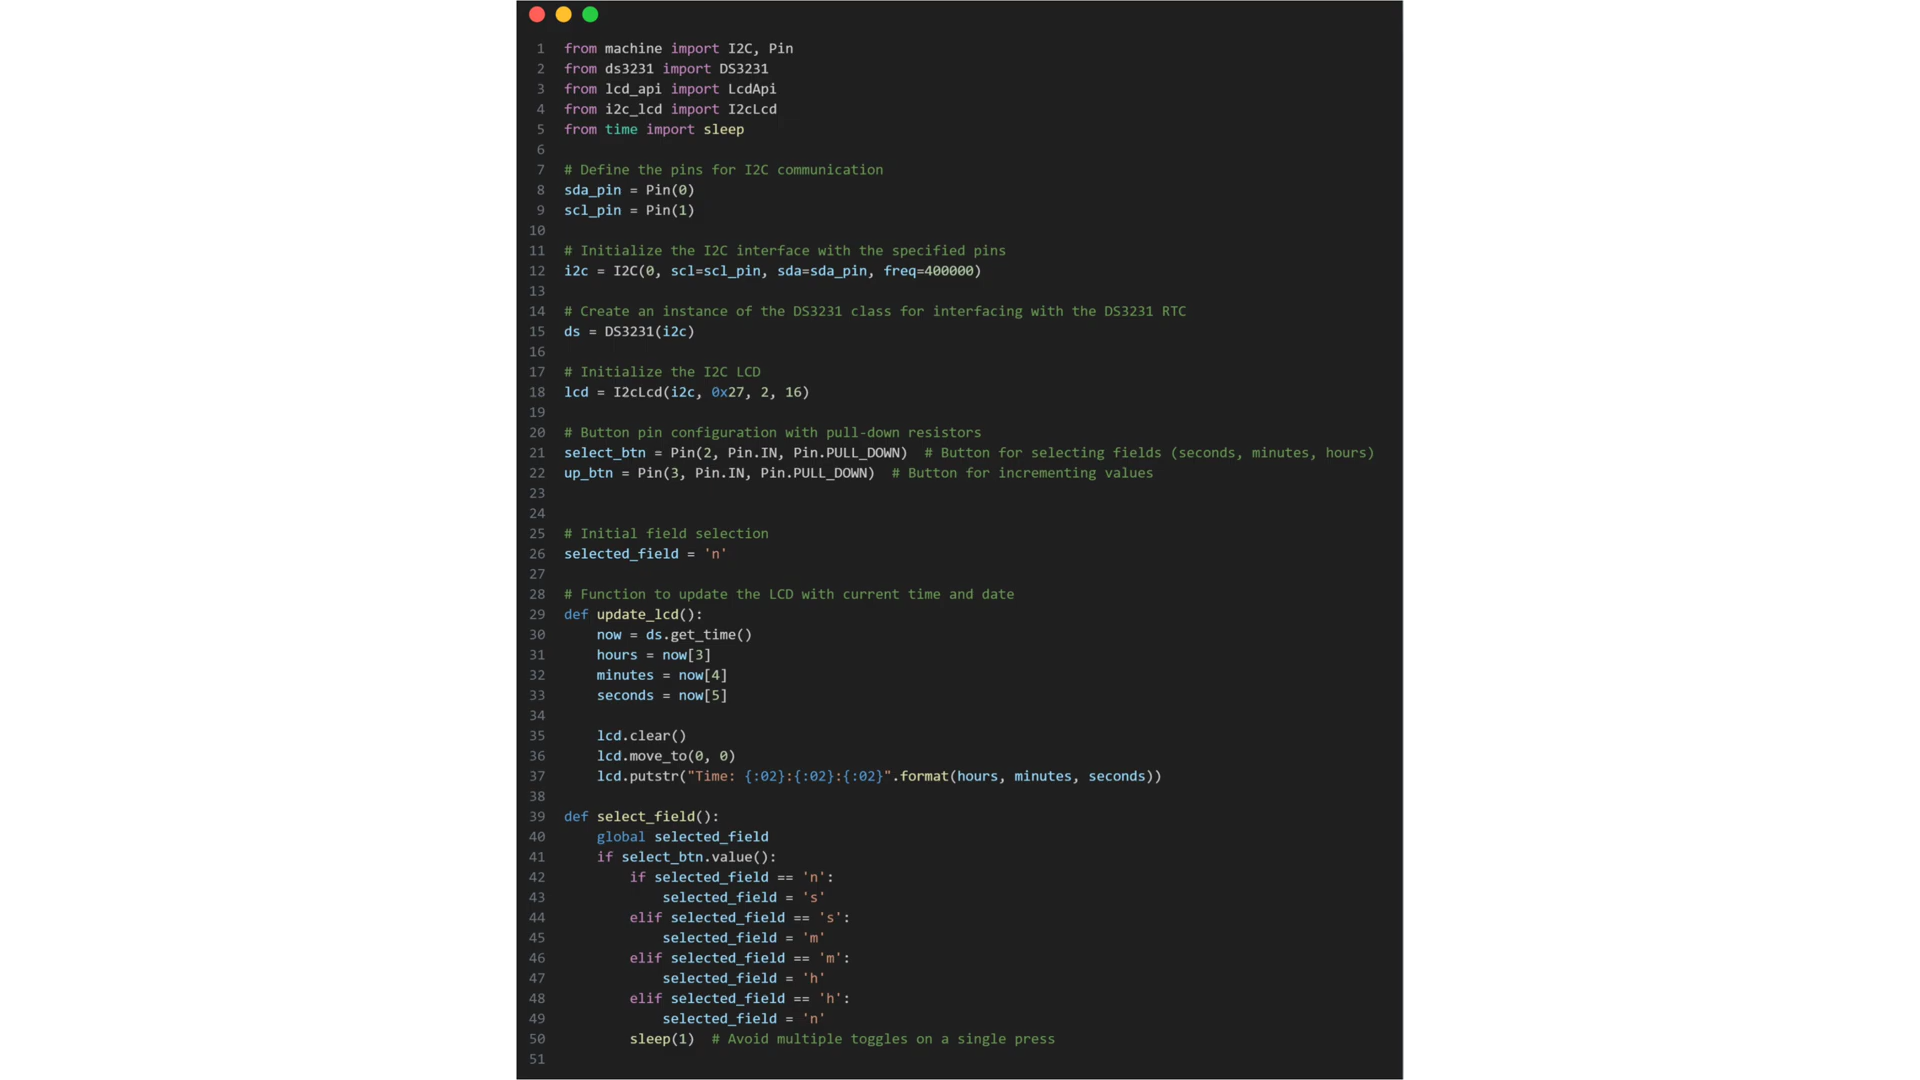 1 from machine import I2C, Pin
2 from ds3231 import DS3231
3 from lcd_api import LcdApi
4 from i2c_lcd import I2cLcd
5 from time import sleep
6
7 # Define the pins for I2C communication
8 sda_pin = Pin(0)
9 scl_pin = Pin(1)
10
11 # Initialize the I2C interface with the specified pins
12 i2c = I2C(0, scl=scl_pin, sda=sda_pin, freq=400000)
13
14 # Create an instance of the DS3231 class for interfacing with the DS3231 RTC
15 ds = DS3231(i2c)
16
17 # Initialize the I2C LCD
18 lcd = I2cLcd(i2c, 0x27, 2, 16)
19
20 # Button pin configuration with pull-down resistors
21 select_btn = Pin(2, Pin.IN, Pin.PULL_DOWN)  # Button for selecting fields (seconds, minutes, hours)
22 up_btn = Pin(3, Pin.IN, Pin.PULL_DOWN)  # Button for incrementing values
23
24
25 # Initial field selection
26 selected_field = 'n'
27
28 # Function to update the LCD with current time and date
29 def update_lcd():
30     now = ds.get_time()
31     hours = now[3]
32     minutes = now[4]
33     seconds = now[5]
34
35     lcd.clear()
36     lcd.move_to(0, 0)
37     lcd.putstr("Time: {:02}:{:02}:{:02}".format(hours, minutes, seconds))
38
39 def select_field():
40     global selected_field
41     if select_btn.value():
42         if selected_field == 'n':
43             selected_field = 's'
44         elif selected_field == 's':
45             selected_field = 'm'
46         elif selected_field == 'm':
47             selected_field = 'h'
48         elif selected_field == 'h':
49             selected_field = 'n'
50         sleep(1)  # Avoid multiple toggles on a single press
51